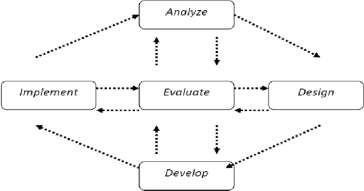 Analyze
Implement
Evaluate
Design
Develop